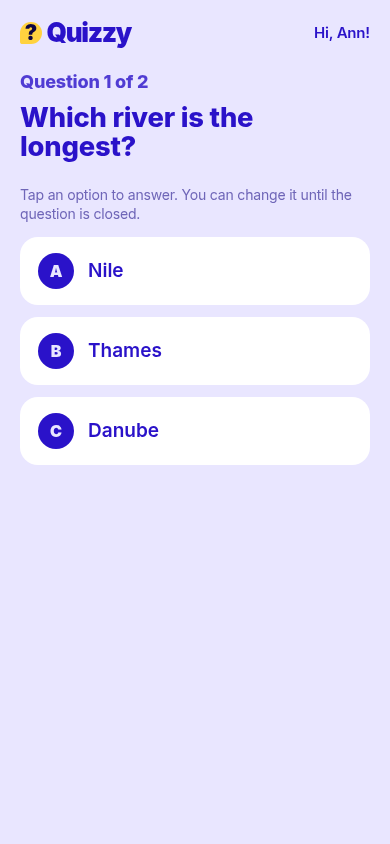 ? Quizzy
Hi, Ann!
Question 1 of 2
Which river is the
longest?
Tap an option to answer. You can change it until the
question is closed.
A Nile
B Thames
C Danube